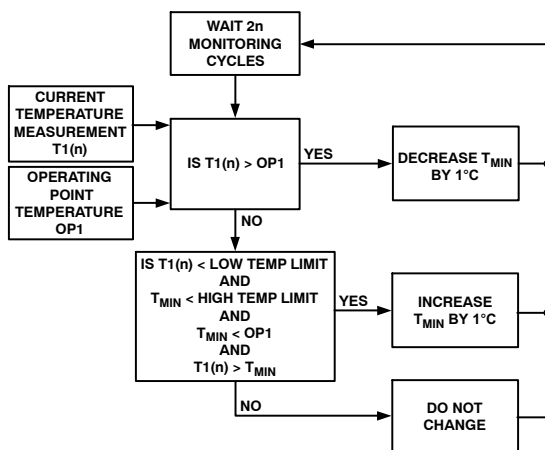 WAIT 2n
MONITORING
CYCLES
CURRENT
TEMPERATURE
MEASUREMENT
T1(n)
OPERATING
POINT
TEMPERATURE
OP1
IS T1(n) > OP1
YES
DECREASE TMIN
BY 1°C
NO
IS T1(n) < LOW TEMP LIMIT
AND
TMIN < HIGH TEMP LIMIT
AND
TMIN < OP1
AND
T1(n) > TMIN
YES
INCREASE
TMIN BY 1°C
NO
DO NOT
CHANGE